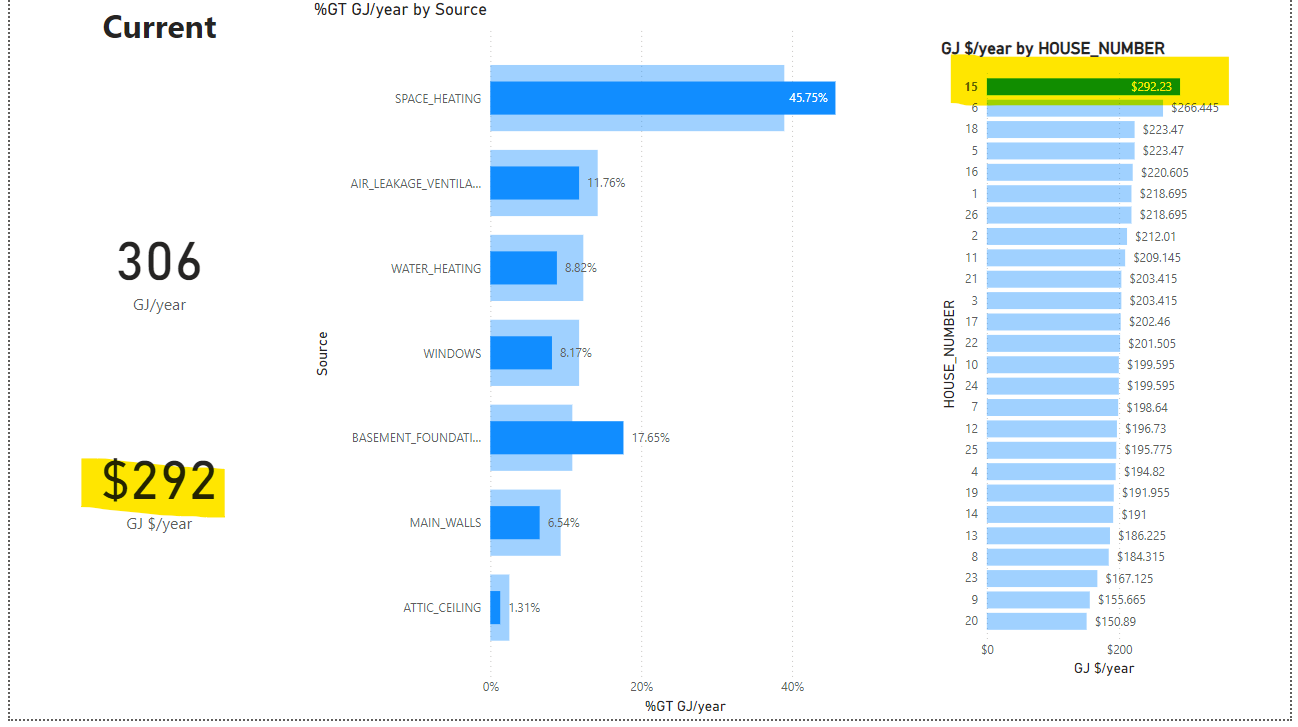 Current
306
GJ/year
$292
GJ $/year
%GT GJ/year by Source
Source
SPACE_HEATING 45.75%
AIR_LEAKAGE_VENTILA... 11.76%
WATER_HEATING 8.82%
WINDOWS 8.17%
BASEMENT_FOUNDATI... 17.65%
MAIN_WALLS 6.54%
ATTIC_CEILING 1.31%
0% 20% 40%
%GT GJ/year
GJ $/year by HOUSE_NUMBER
HOUSE_NUMBER
15 $292.23
6 $266.445
18 $223.47
5 $223.47
16 $220.605
1 $218.695
26 $218.695
2 $212.01
11 $209.145
21 $203.415
3 $203.415
17 $202.46
22 $201.505
10 $199.595
24 $199.595
7 $198.64
12 $196.73
25 $195.775
4 $194.82
19 $191.955
14 $191
13 $186.225
8 $184.315
23 $167.125
9 $155.665
20 $150.89
$0 $200
GJ $/year